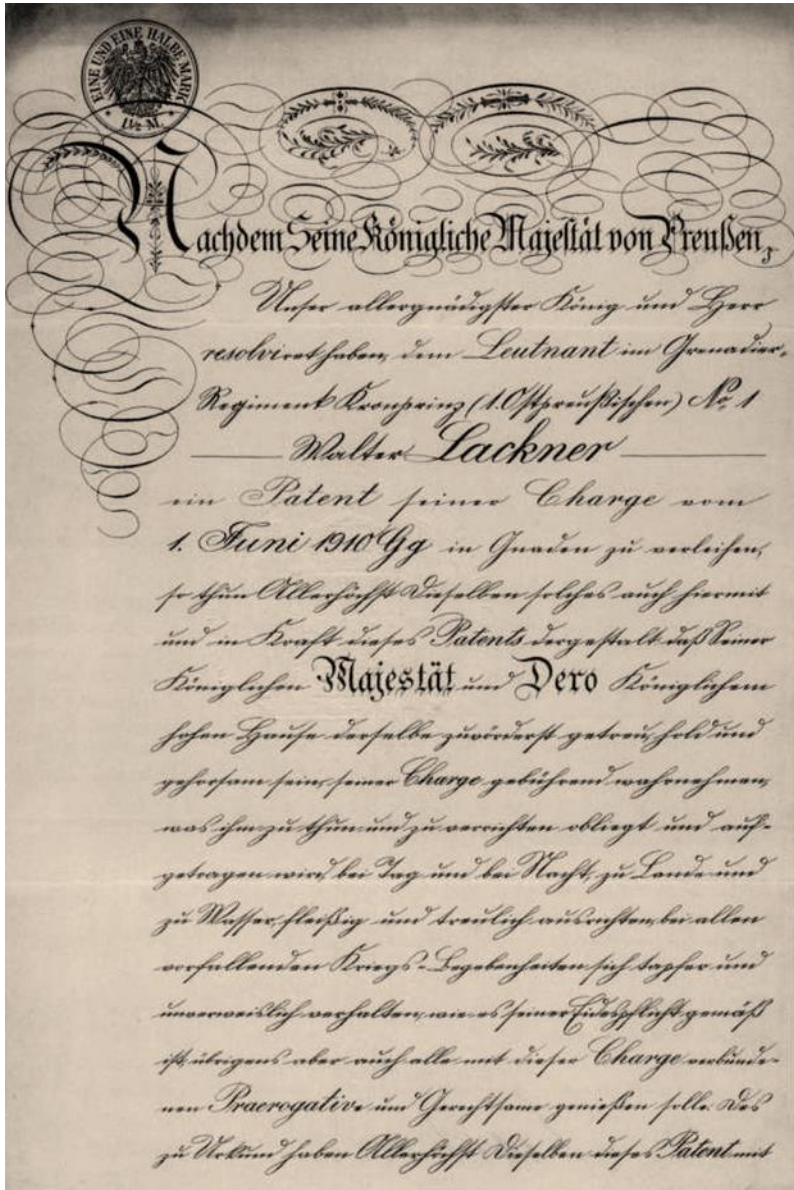 EINE UND EINE HALBE MARK
1½ M.
Nachdem Seine Königliche Majestät von Preußen,
Unser allergnädigster König und Herr
resolviret haben, dem Leutnant im Grenadier-
Regiment Kronprinz (1. Ostpreußischen) No. 1
Walter Lackner
ein Patent seiner Charge vom
1. Juni 1910 Gg in Gnaden zu verleihen,
so thun Allerhöchst Dieselben solches auch hiermit
und in Kraft dieses Patents dergestalt daß Seiner
Königlichen Majestät und Dero Königlichem
hohen Hause derselbe zuvörderst getreu, hold und
gehorsam sein, seiner Charge gebührend wahrnehmen,
was ihm zu thun und zu verrichten obliegt und auf-
getragen wird, bei Tag und bei Nacht, zu Lande und
zu Wasser, fleißig und treulich ausrichten, bei allen
vorfallenden Kriegs-Begebenheiten sich tapfer und
unverweislich verhalten, wie es seiner Eidespflicht gemäß
ist, übrigens aber auch alle mit dieser Charge verbunde-
nen Praerogative und Gerechtsame genießen solle. Des
zu Urkund haben Allerhöchst Dieselben dieses Patent mit